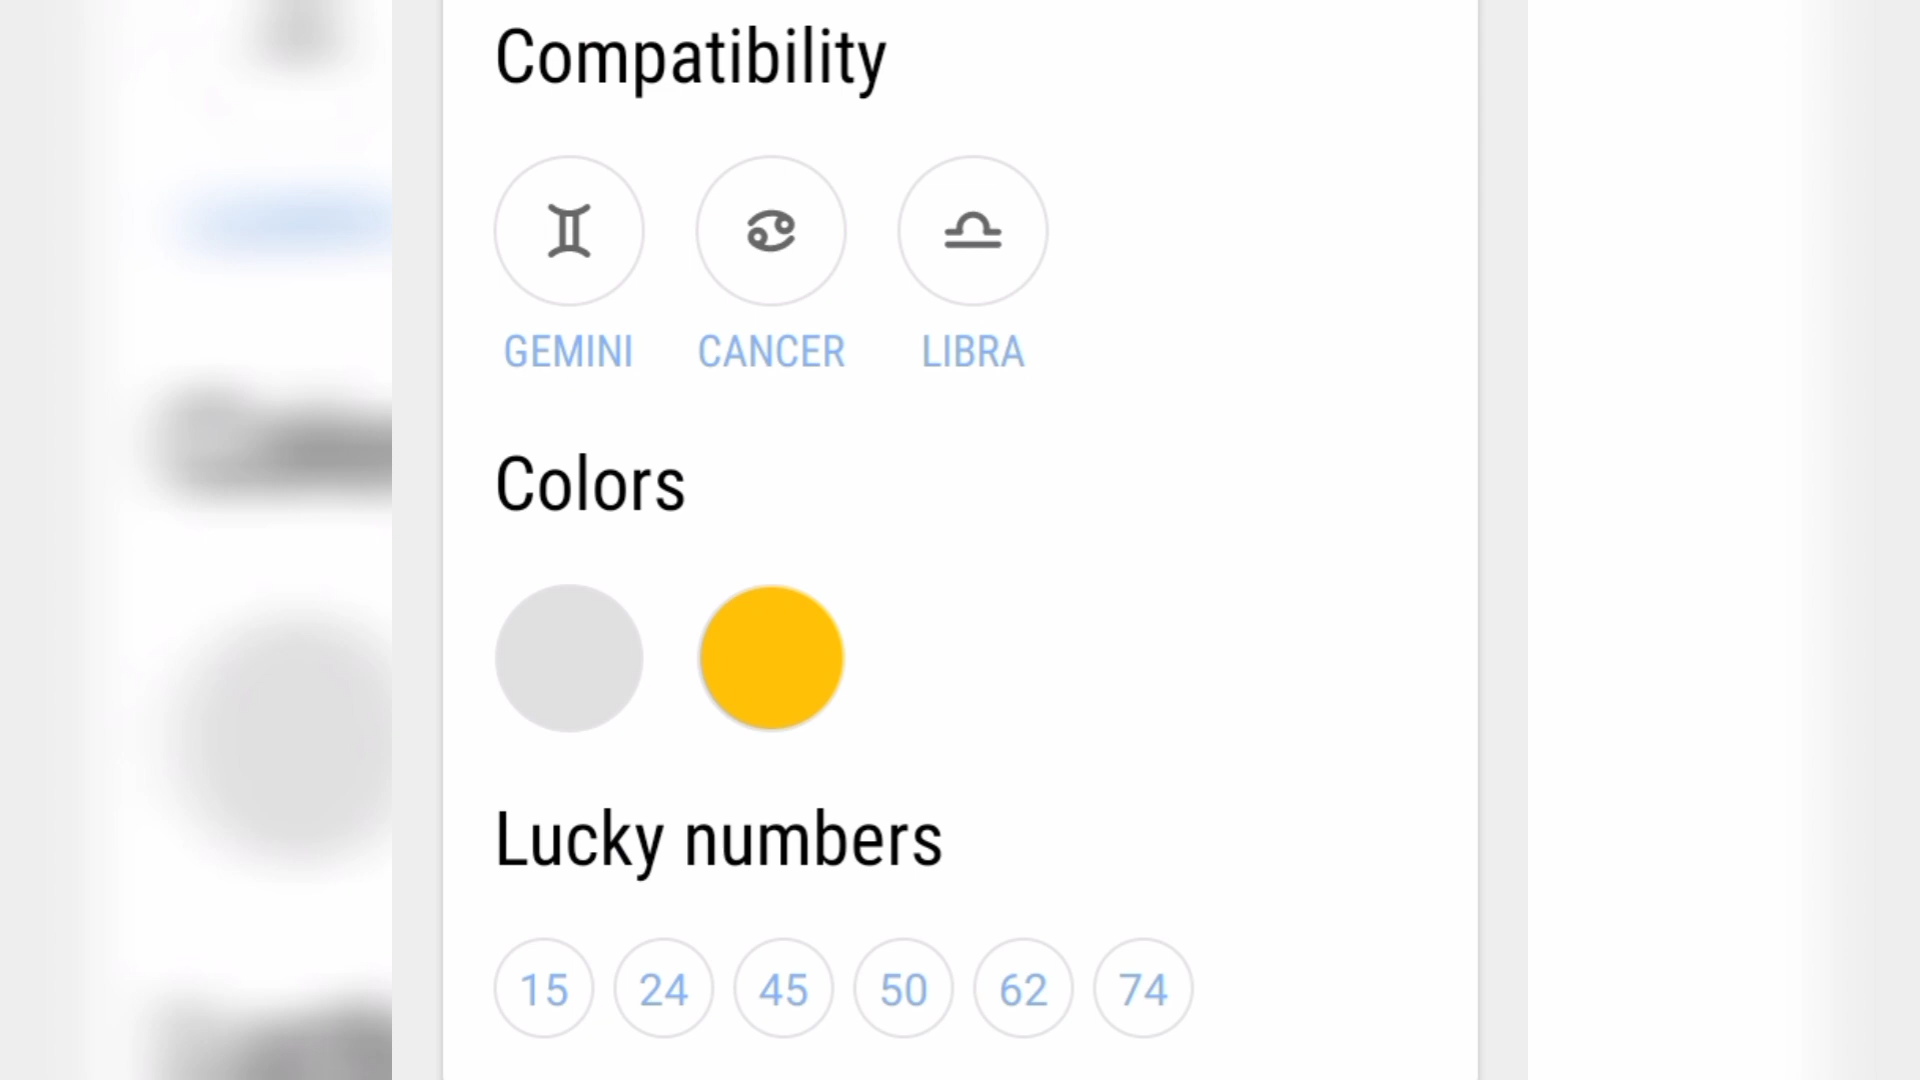 Compatibility
GEMINI CANCER LIBRA
Colors
Lucky numbers
15 24 45 50 62 74